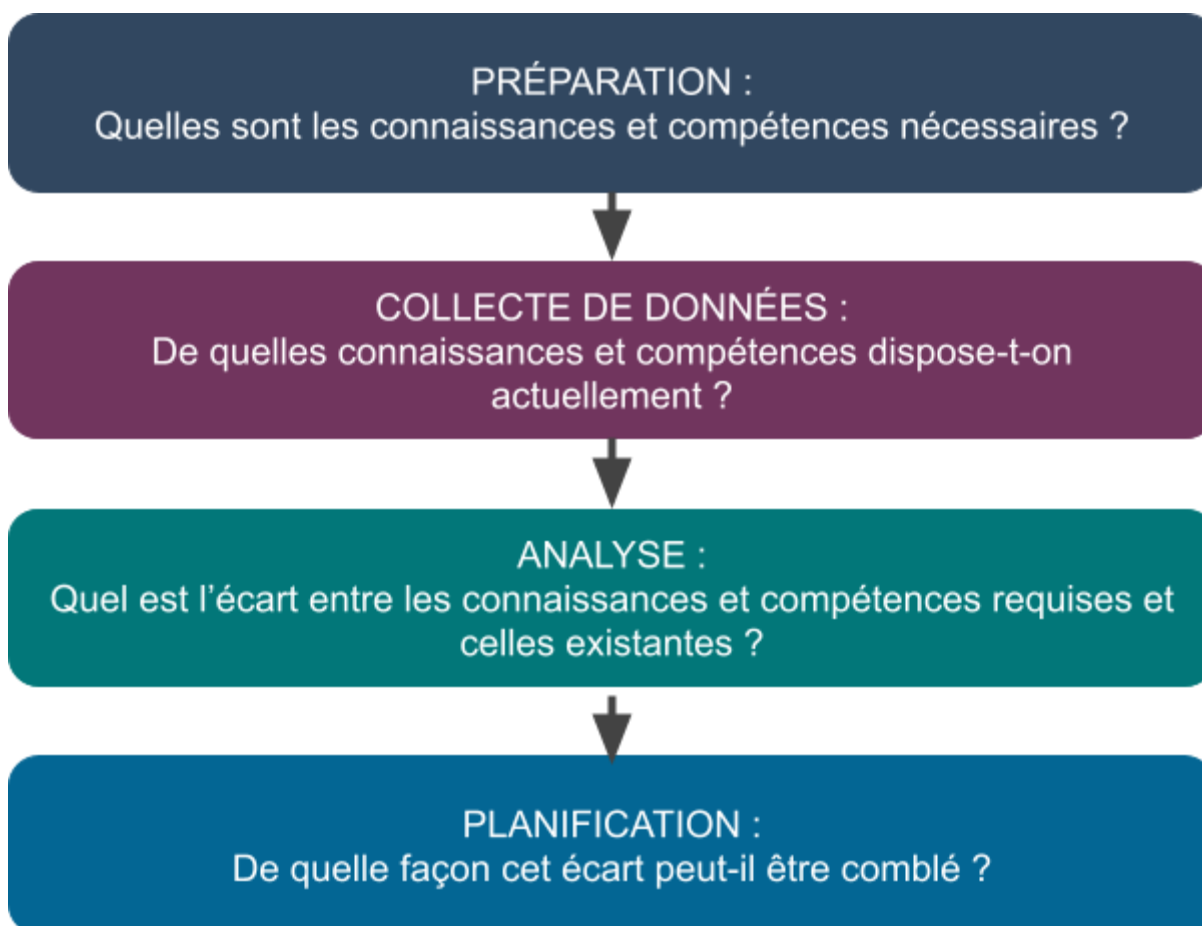 PRÉPARATION :
Quelles sont les connaissances et compétences nécessaires ?
COLLECTE DE DONNÉES :
De quelles connaissances et compétences dispose-t-on
actuellement ?
ANALYSE :
Quel est l’écart entre les connaissances et compétences requises et
celles existantes ?
PLANIFICATION :
De quelle façon cet écart peut-il être comblé ?